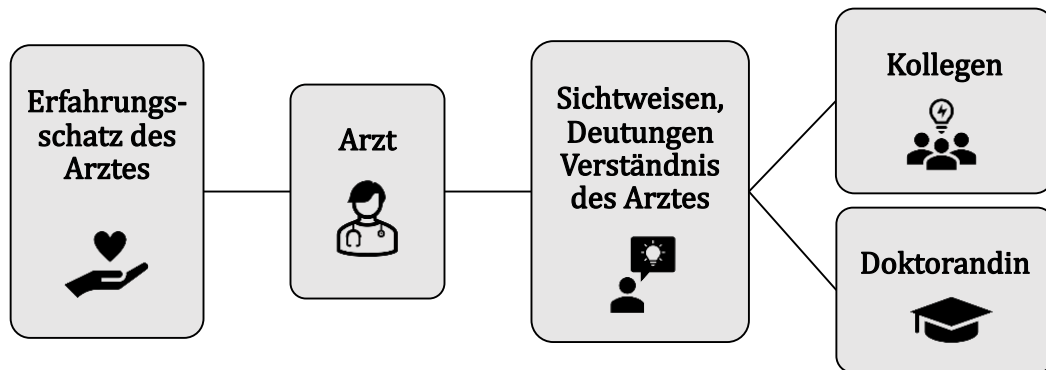 Erfahrungs-
schatz des
Arztes
Arzt
Sichtweisen,
Deutungen
Verständnis
des Arztes
Kollegen
Doktorandin